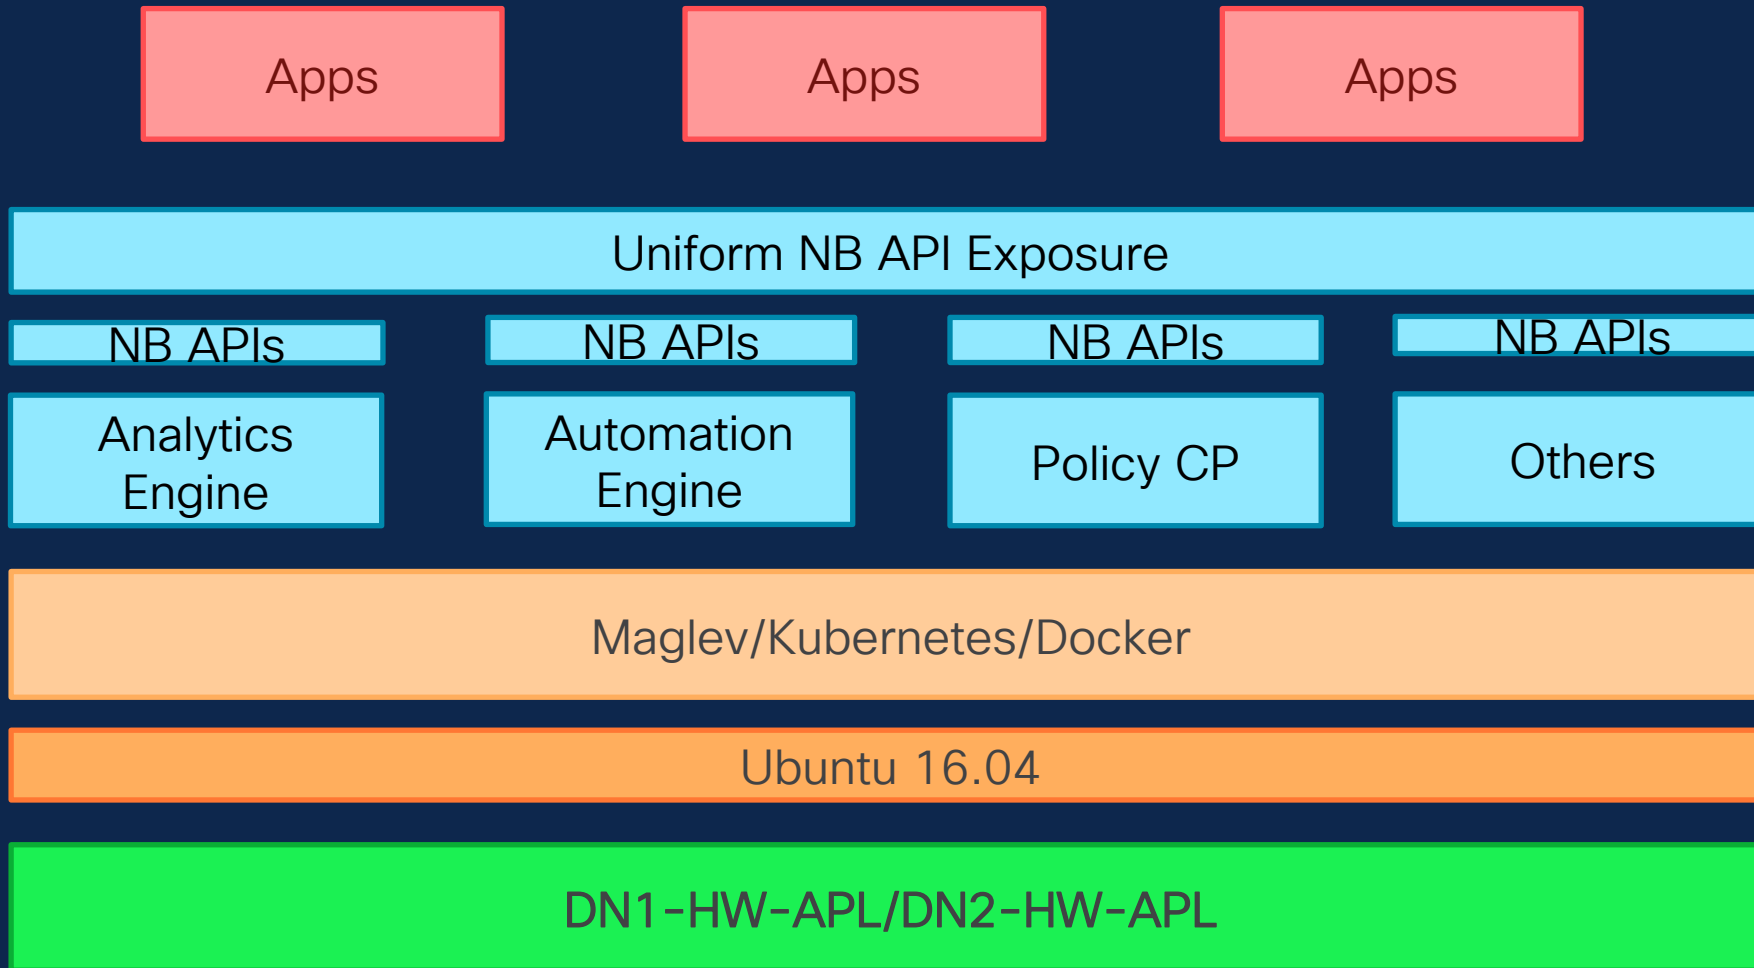 Apps
Apps
Apps
Uniform NB API Exposure
NB APIs
NB APIs
NB APIs
NB APIs
Analytics
Engine
Automation
Engine
Policy CP
Others
Maglev/Kubernetes/Docker
Ubuntu 16.04
DN1-HW-APL/DN2-HW-APL